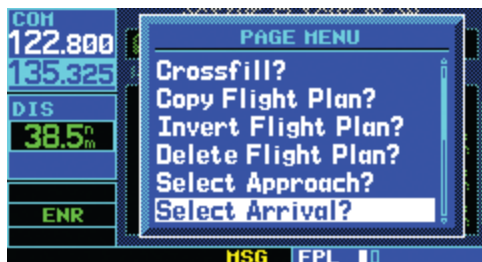 COM
122.800
135.325
DIS
38.5nm
ENR
PAGE MENU
Crossfill?
Copy Flight Plan?
Invert Flight Plan?
Delete Flight Plan?
Select Approach?
Select Arrival?
MSG FPL